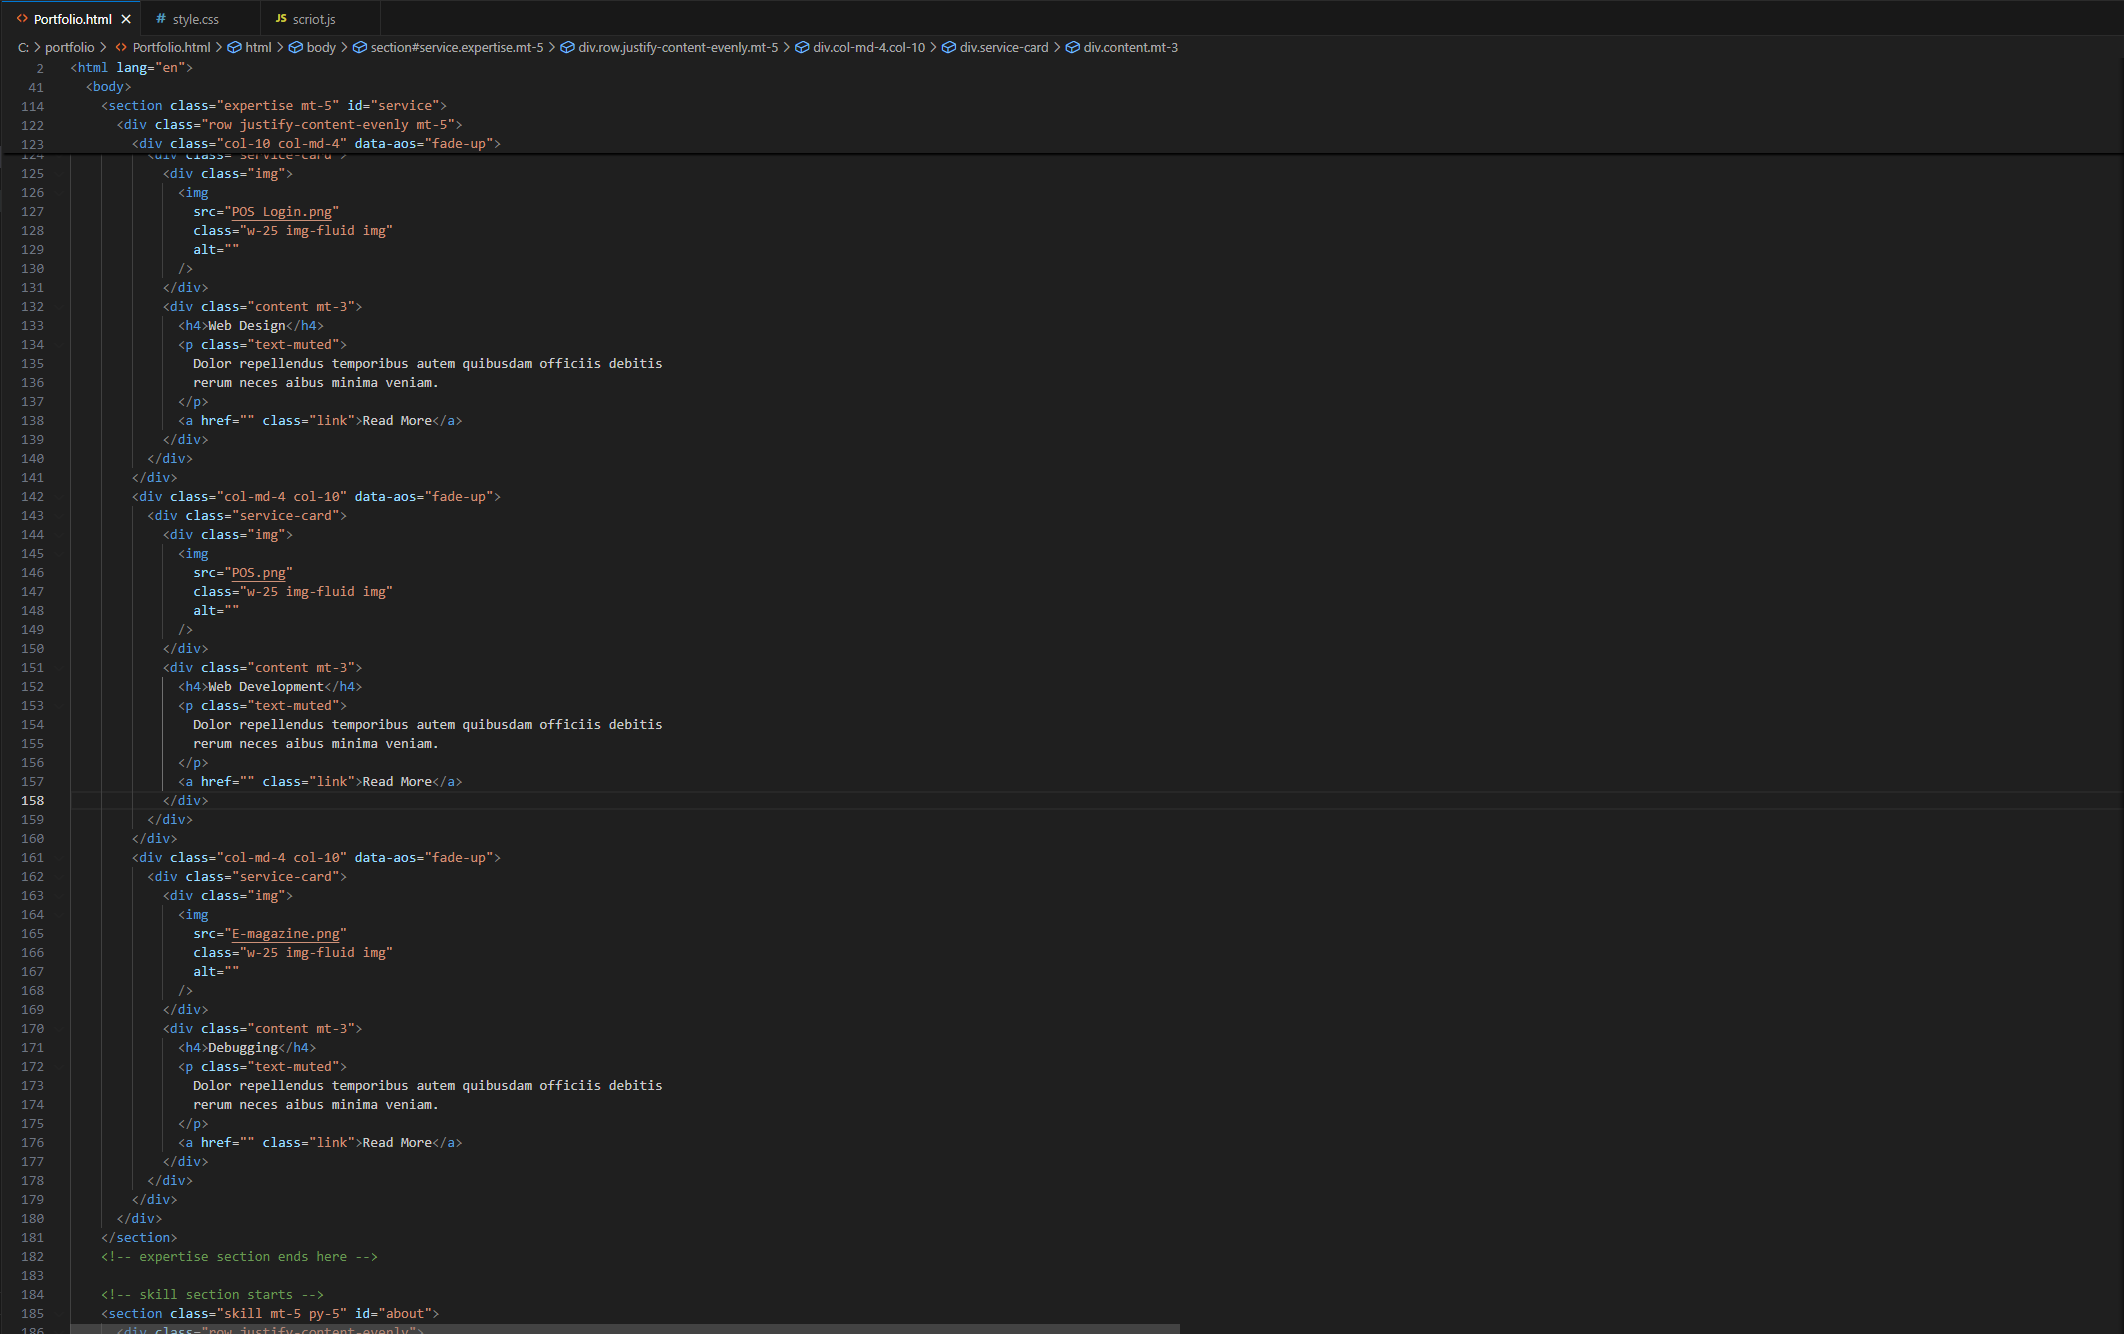 Portfolio.html
style.css
JS scriot.js
C: > portfolio > Portfolio.html > html > body > section#service.expertise.mt-5 > div.row.justify-content-evenly.mt-5 > div.col-md-4.col-10 > div.service-card > div.content.mt-3
2 <html lang="en">
41 <body>
114 <section class="expertise mt-5" id="service">
122 <div class="row justify-content-evenly mt-5">
123 <div class="col-10 col-md-4" data-aos="fade-up">
124 <div class="service-card">
125 <div class="img">
126 <img
127 src="POS Login.png"
128 class="w-25 img-fluid img"
129 alt=""
130 />
131 </div>
132 <div class="content mt-3">
133 <h4>Web Design</h4>
134 <p class="text-muted">
135 Dolor repellendus temporibus autem quibusdam officiis debitis
136 rerum neces aibus minima veniam.
137 </p>
138 <a href="" class="link">Read More</a>
139 </div>
140 </div>
141 </div>
142 <div class="col-md-4 col-10" data-aos="fade-up">
143 <div class="service-card">
144 <div class="img">
145 <img
146 src="POS.png"
147 class="w-25 img-fluid img"
148 alt=""
149 />
150 </div>
151 <div class="content mt-3">
152 <h4>Web Development</h4>
153 <p class="text-muted">
154 Dolor repellendus temporibus autem quibusdam officiis debitis
155 rerum neces aibus minima veniam.
156 </p>
157 <a href="" class="link">Read More</a>
158 </div>
159 </div>
160 </div>
161 <div class="col-md-4 col-10" data-aos="fade-up">
162 <div class="service-card">
163 <div class="img">
164 <img
165 src="E-magazine.png"
166 class="w-25 img-fluid img"
167 alt=""
168 />
169 </div>
170 <div class="content mt-3">
171 <h4>Debugging</h4>
172 <p class="text-muted">
173 Dolor repellendus temporibus autem quibusdam officiis debitis
174 rerum neces aibus minima veniam.
175 </p>
176 <a href="" class="link">Read More</a>
177 </div>
178 </div>
179 </div>
180 </div>
181 </section>
182 <!-- expertise section ends here -->
183
184 <!-- skill section starts -->
185 <section class="skill mt-5 py-5" id="about">
186 <div class="row justify-content-evenly">